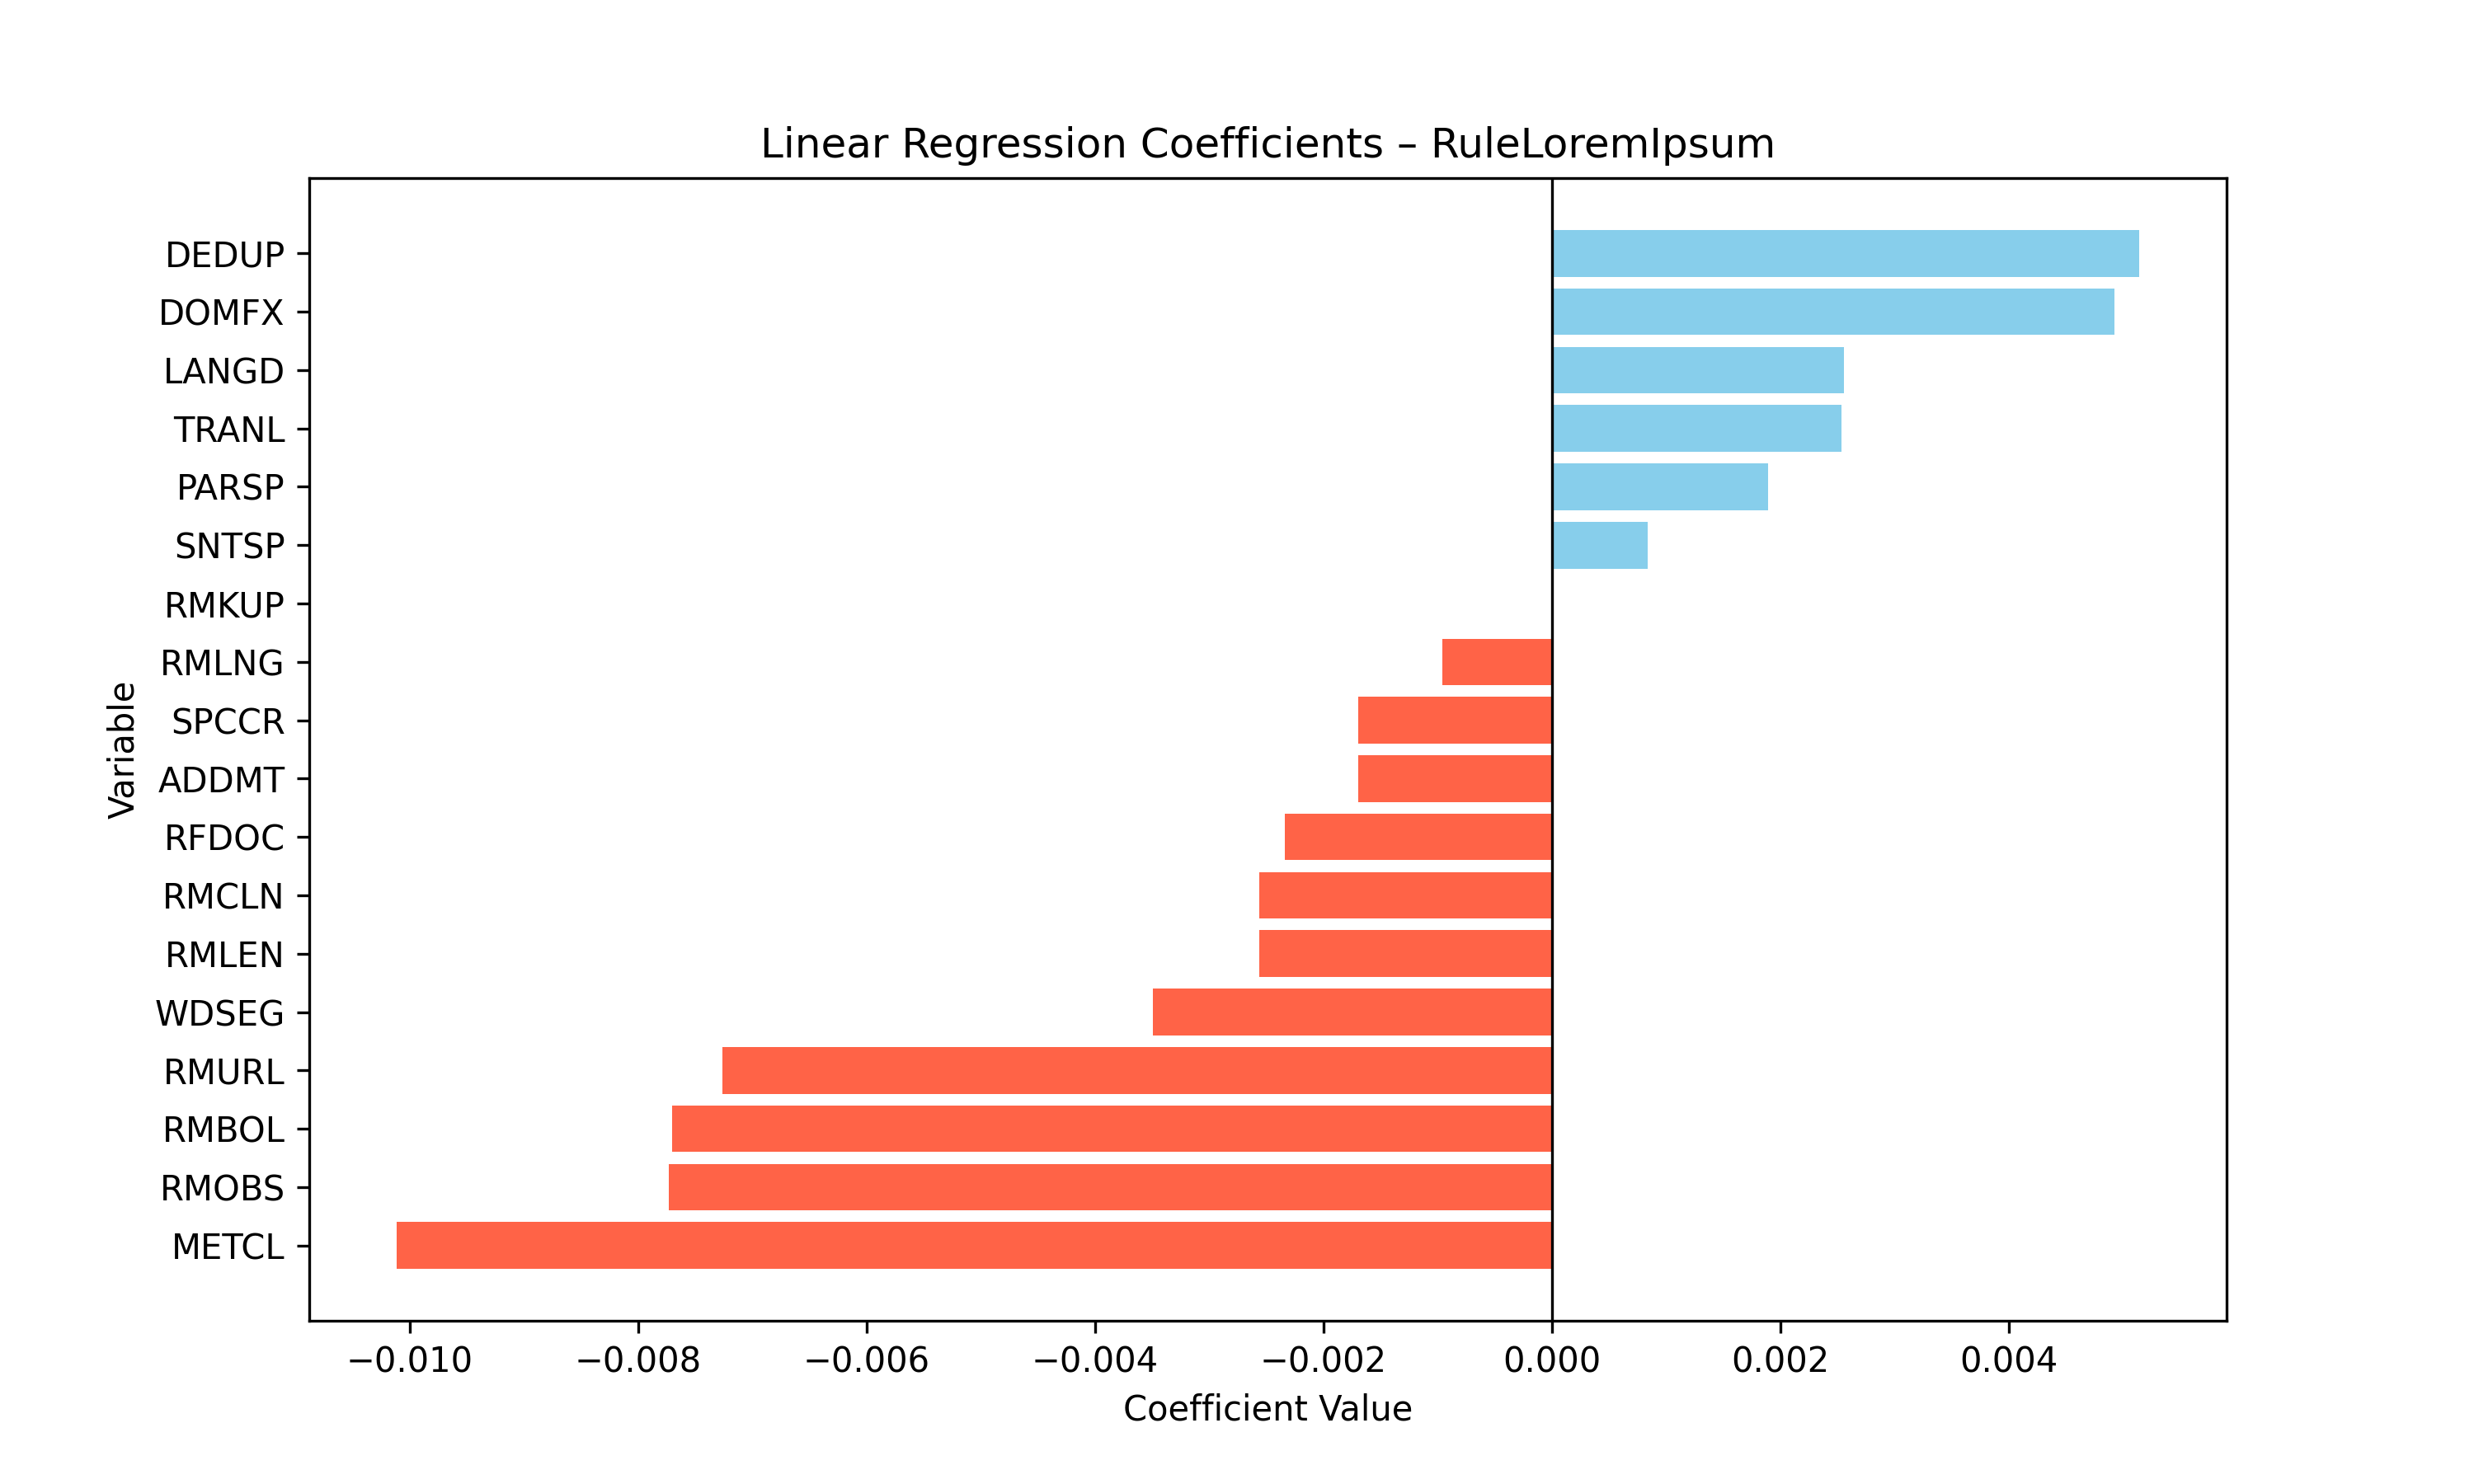 Linear Regression Coefficients – RuleLoremIpsum
Variable
DEDUP
DOMFX
LANGD
TRANL
PARSP
SNTSP
RMKUP
RMLNG
SPCCR
ADDMT
RFDOC
RMCLN
RMLEN
WDSEG
RMURL
RMBOL
RMOBS
METCL
−0.010 −0.008 −0.006 −0.004 −0.002 0.000 0.002 0.004
Coefficient Value